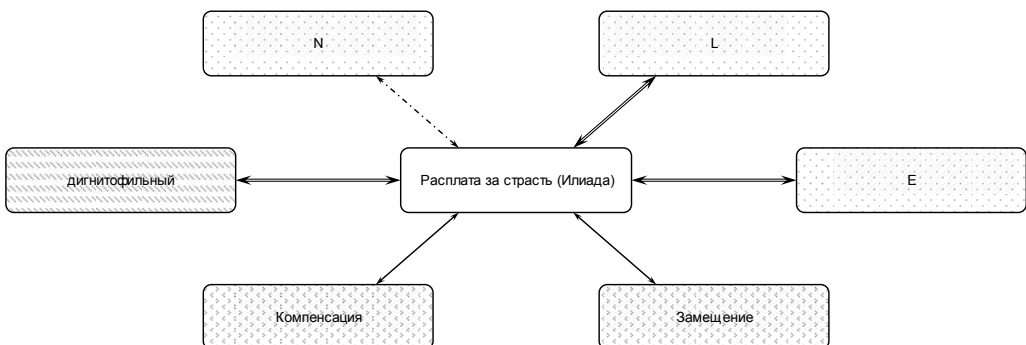 N
L
дигнитофильный
Расплата за страсть (Илиада)
E
Компенсация
Замещение